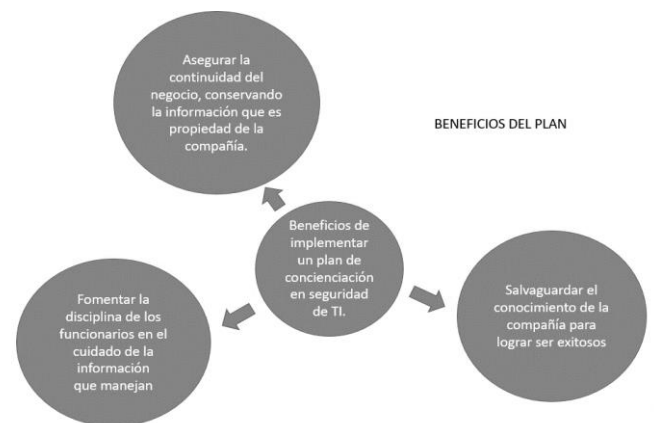 Asegurar la
continuidad del
negocio, conservando
la información que es
propiedad de la
compañía.
BENEFICIOS DEL PLAN
Beneficios de
implementar
un plan de
concienciación
en seguridad
de TI.
Fomentar la
disciplina de los
funcionarios en el
cuidado de la
información
que manejan
Salvaguardar el
conocimiento de la
compañía para
lograr ser exitosos